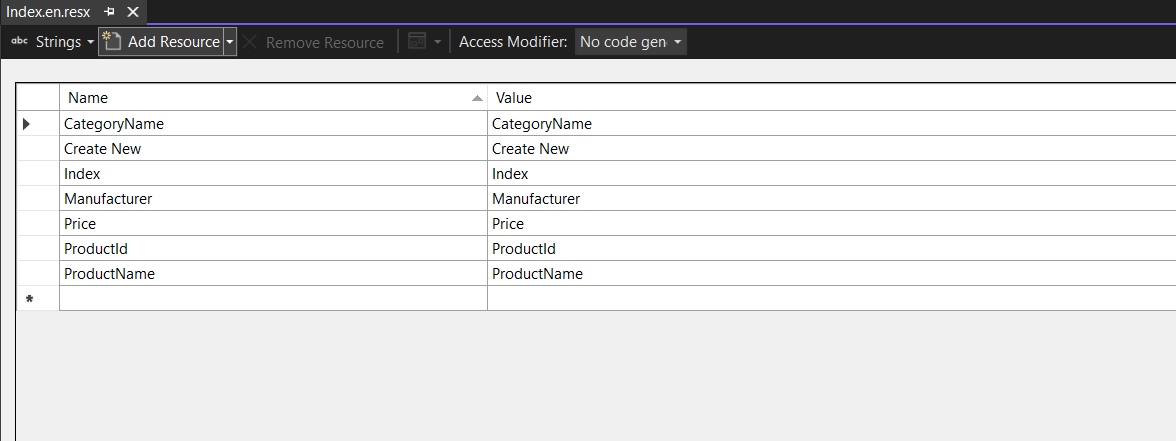 Index.en.resx
abc Strings Add Resource Remove Resource Access Modifier: No code gen
Name Value
CategoryName CategoryName
Create New Create New
Index Index
Manufacturer Manufacturer
Price Price
ProductId ProductId
ProductName ProductName
*